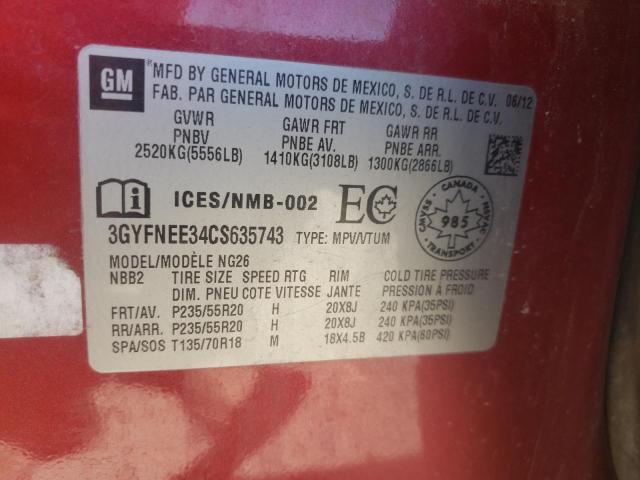 GM
MFD BY GENERAL MOTORS DE MEXICO, S. DE R.L. DE C.V. 06/12
FAB. PAR GENERAL MOTORS DE MEXICO, S. DE R.L. DE C.V.
GVWR GAWR FRT GAWR RR
PNBV PNBE AV. PNBE ARR.
2520KG(5556LB) 1410KG(3108LB) 1300KG(2866LB)
i ICES/NMB-002 EC CMVSS NSVAC 985
3GYFNEE34CS635743 TYPE: MPV/VTUM
MODEL/MODÈLE NG26
NBB2 TIRE SIZE SPEED RTG RIM COLD TIRE PRESSURE
DIM. PNEU COTE VITESSE JANTE PRESSION À FROID
FRT/AV. P235/55R20 H 20X8J 240 KPA(35PSI)
RR/ARR. P235/55R20 H 20X8J 240 KPA(35PSI)
SPA/SOS T135/70R18 M 18X4.5B 420 KPA(60PSI)